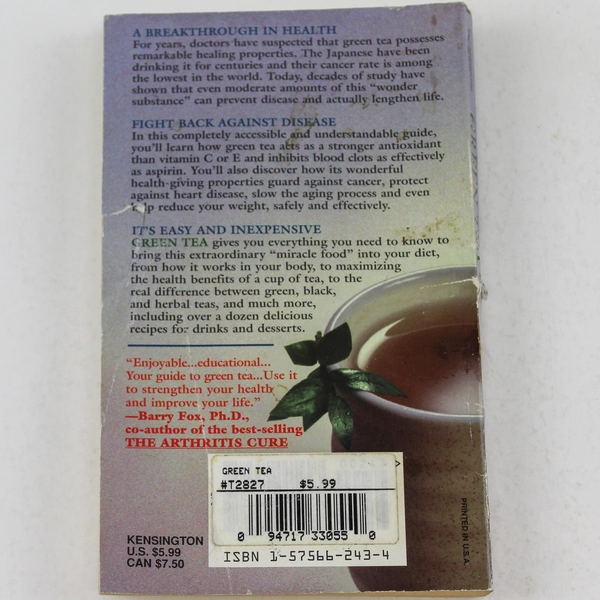 A BREAKTHROUGH IN HEALTH
For years, doctors have suspected that green tea possesses
remarkable healing properties. The Japanese have been
drinking it for centuries and their cancer rate is among
the lowest in the world. Today, decades of study have
shown that even moderate amounts of this “wonder
substance” can prevent disease and actually lengthen life.
FIGHT BACK AGAINST DISEASE
In this completely accessible and understandable guide,
you’ll learn how green tea acts as a stronger antioxidant
than vitamin C or E and inhibits blood clots as effectively
as aspirin. You’ll also discover how its wonderful
health-giving properties guard against cancer, protect
against heart disease, slow the aging process and even
help reduce your weight, safely and effectively.
IT’S EASY AND INEXPENSIVE
GREEN TEA gives you everything you need to know to
bring this extraordinary “miracle food” into your diet,
from how it works in your body, to maximizing
the health benefits of a cup of tea, to the
real difference between green, black,
and herbal teas, and much more,
including over a dozen delicious
recipes for drinks and desserts.
“Enjoyable...educational...
Your guide to green tea...Use it
to strengthen your health
and improve your life.”
—Barry Fox, Ph.D.,
co-author of the best-selling
THE ARTHRITIS CURE
GREEN TEA
#T2827 $5.99
0 94717 33055 0
ISBN 1-57566-243-4
KENSINGTON
U.S. $5.99
CAN $7.50
PRINTED IN U.S.A.